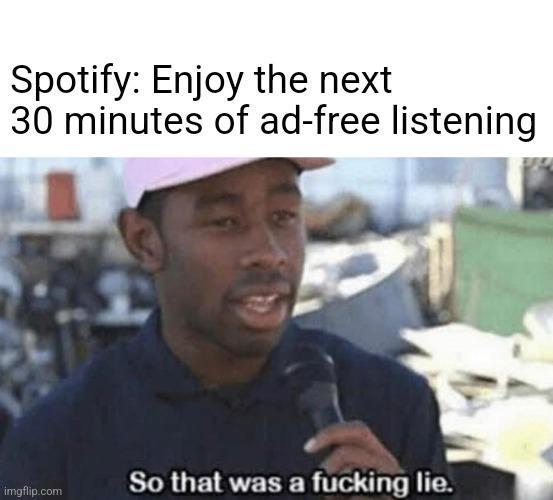 Spotify: Enjoy the next
30 minutes of ad-free listening
So that was a fucking lie.
imgflip.com